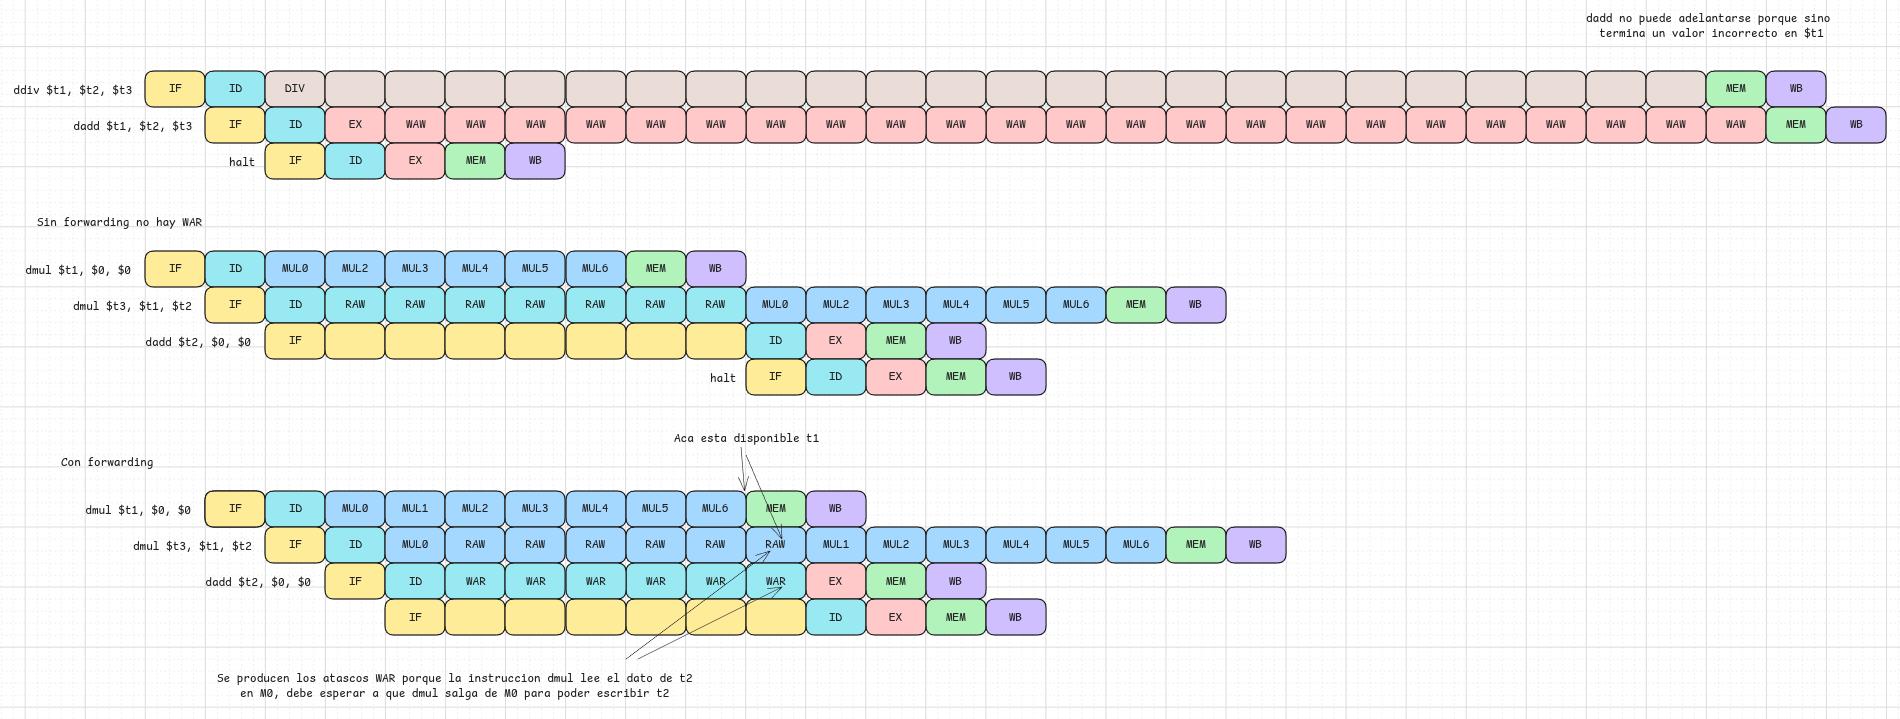 dadd no puede adelantarse porque sino
termina un valor incorrecto en $t1
ddiv $t1, $t2, $t3 IF ID DIV MEM WB
dadd $t1, $t2, $t3 IF ID EX WAW WAW WAW WAW WAW WAW WAW WAW WAW WAW WAW WAW WAW WAW WAW WAW WAW WAW WAW WAW WAW WAW WAW MEM WB
halt IF ID EX MEM WB
Sin forwarding no hay WAR
dmul $t1, $0, $0 IF ID MUL0 MUL2 MUL3 MUL4 MUL5 MUL6 MEM WB
dmul $t3, $t1, $t2 IF ID RAW RAW RAW RAW RAW RAW RAW MUL0 MUL2 MUL3 MUL4 MUL5 MUL6 MEM WB
dadd $t2, $0, $0 IF ID EX MEM WB
halt IF ID EX MEM WB
Aca esta disponible t1
Con forwarding
dmul $t1, $0, $0 IF ID MUL0 MUL1 MUL2 MUL3 MUL4 MUL5 MUL6 MEM WB
dmul $t3, $t1, $t2 IF ID MUL0 RAW RAW RAW RAW RAW RAW MUL1 MUL2 MUL3 MUL4 MUL5 MUL6 MEM WB
dadd $t2, $0, $0 IF ID WAR WAR WAR WAR WAR WAR EX MEM WB
IF ID EX MEM WB
Se producen los atascos WAR porque la instruccion dmul lee el dato de t2
en M0, debe esperar a que dmul salga de M0 para poder escribir t2